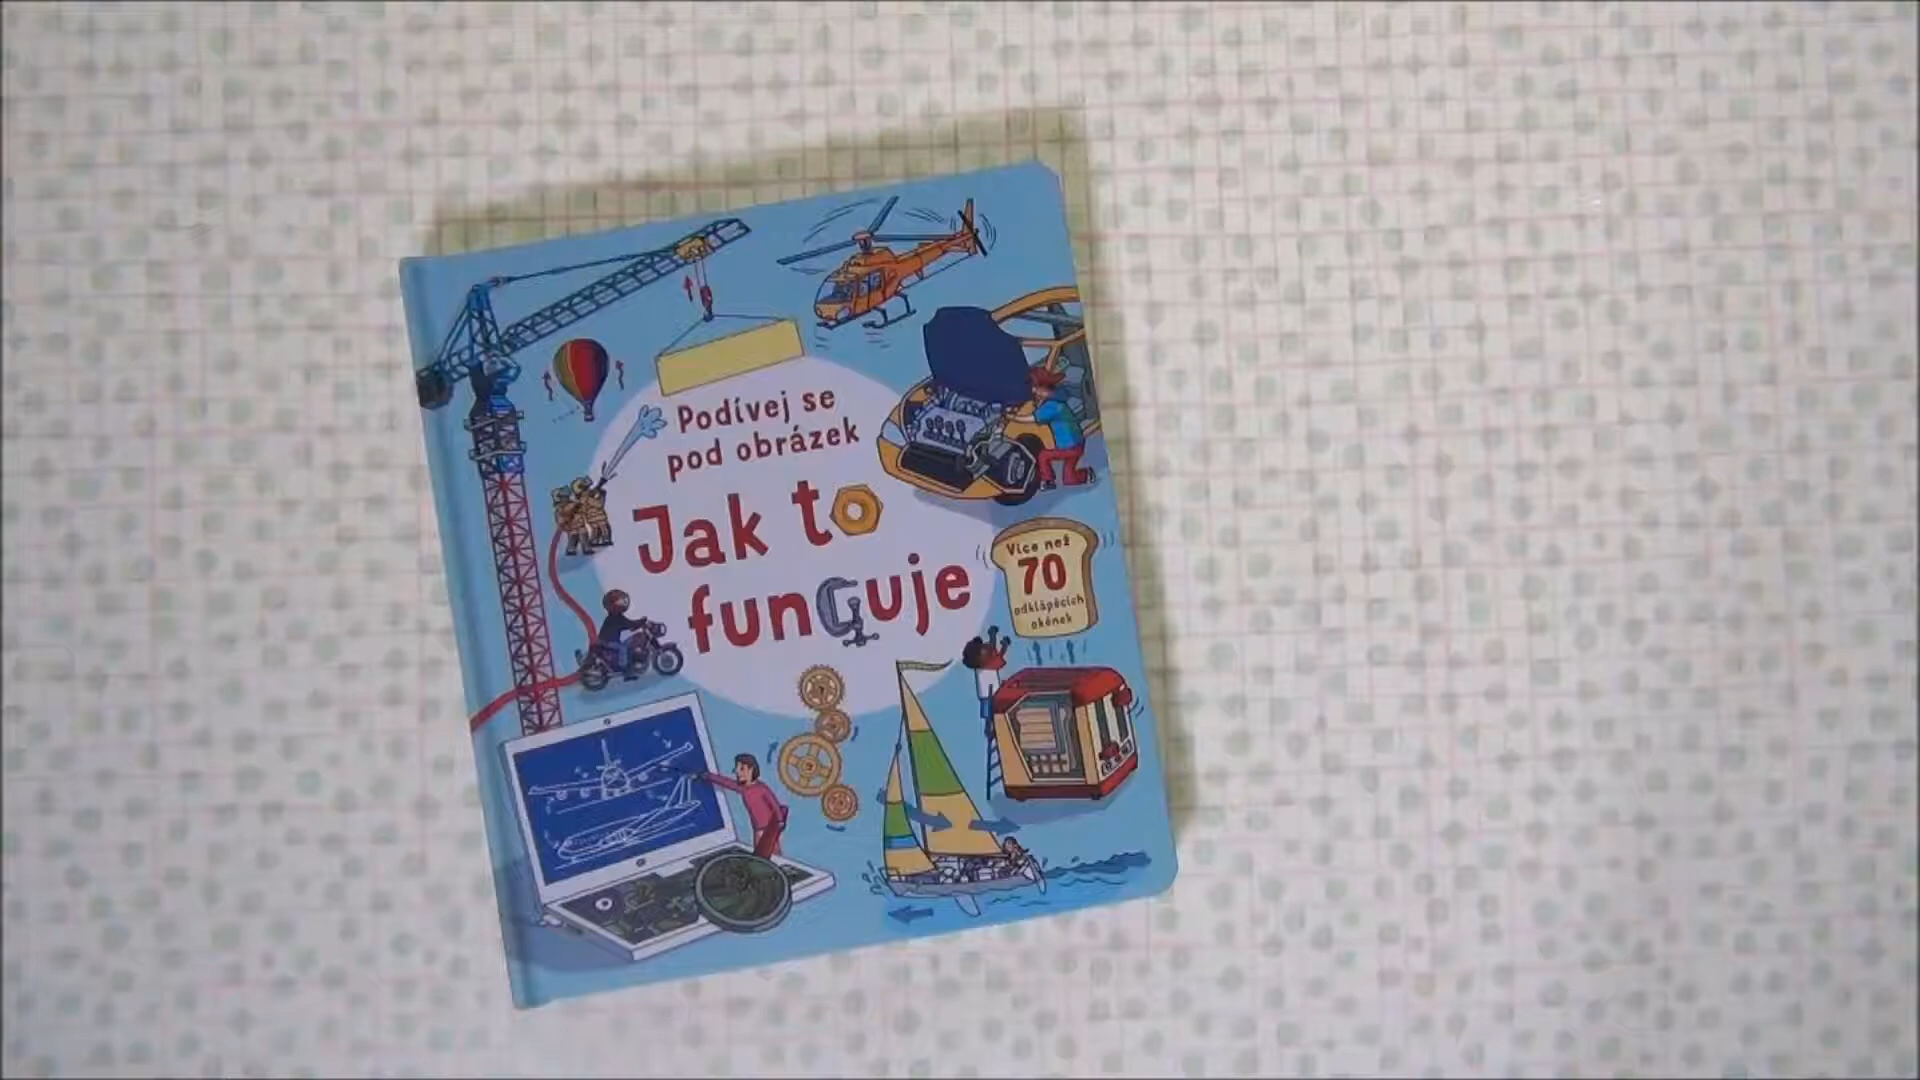 Podívej se
pod obrázek
Jak to
funguje
Více než
70
odklápěcích
okének